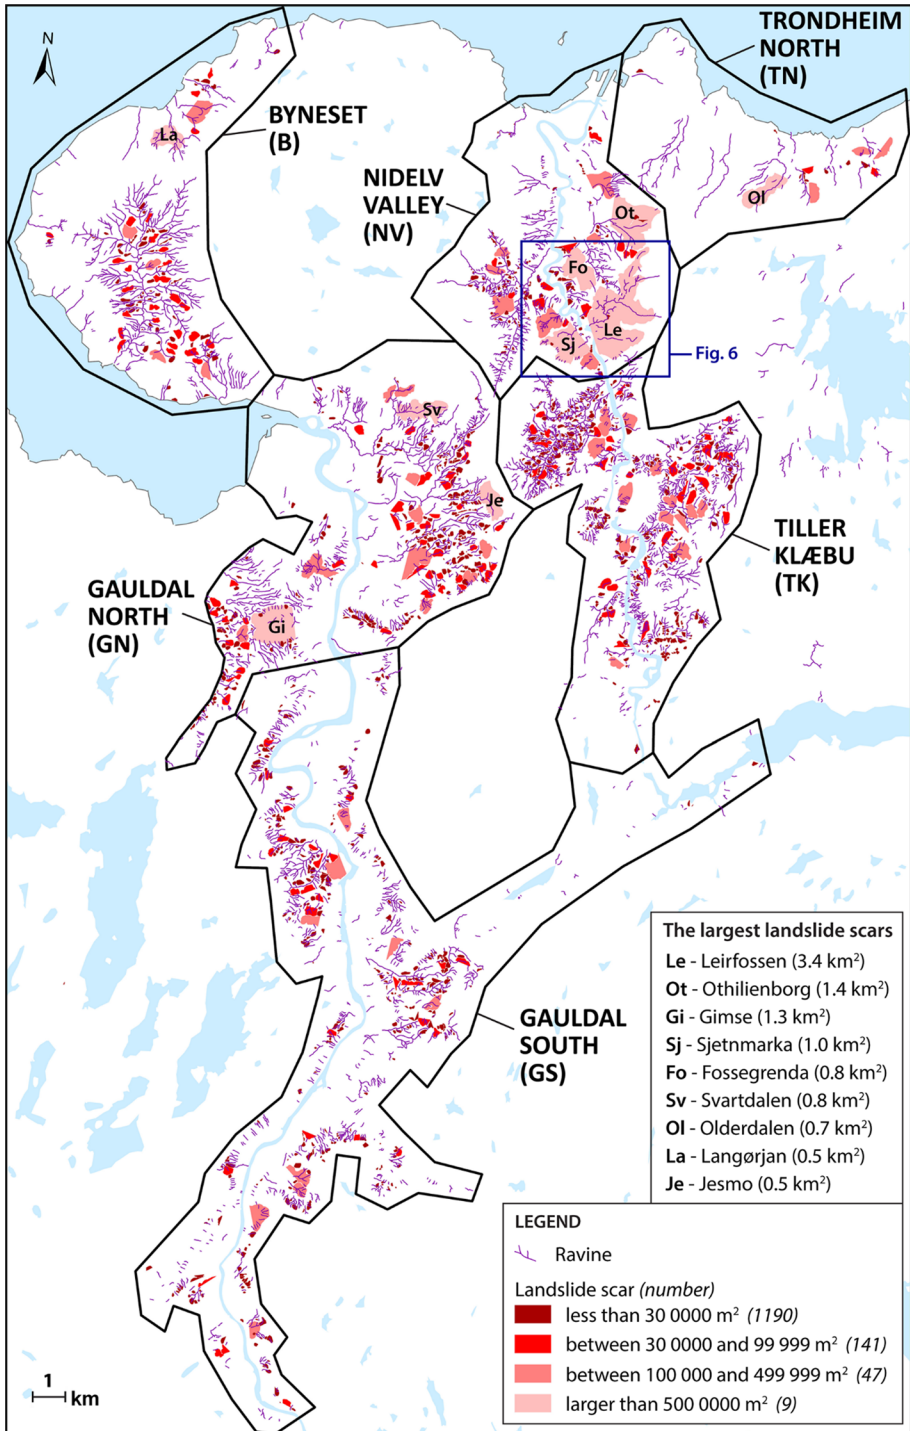 N
TRONDHEIM
NORTH
(TN)
BYNESET
(B)
La
NIDELV
VALLEY
(NV)
Ol
Ot
Fo
Le
Sj
Fig. 6
Sv
Je
TILLER
KLÆBU
(TK)
GAULDAL
NORTH
(GN)
Gi
GAULDAL
SOUTH
(GS)
The largest landslide scars
Le - Leirfossen (3.4 km²)
Ot - Othilienborg (1.4 km²)
Gi - Gimse (1.3 km²)
Sj - Sjetnmarka (1.0 km²)
Fo - Fossegrenda (0.8 km²)
Sv - Svartdalen (0.8 km²)
Ol - Olderdalen (0.7 km²)
La - Langørjan (0.5 km²)
Je - Jesmo (0.5 km²)
LEGEND
Ravine
Landslide scar (number)
less than 30 0000 m² (1190)
between 30 0000 and 99 999 m² (141)
between 100 000 and 499 999 m² (47)
larger than 500 0000 m² (9)
1
km